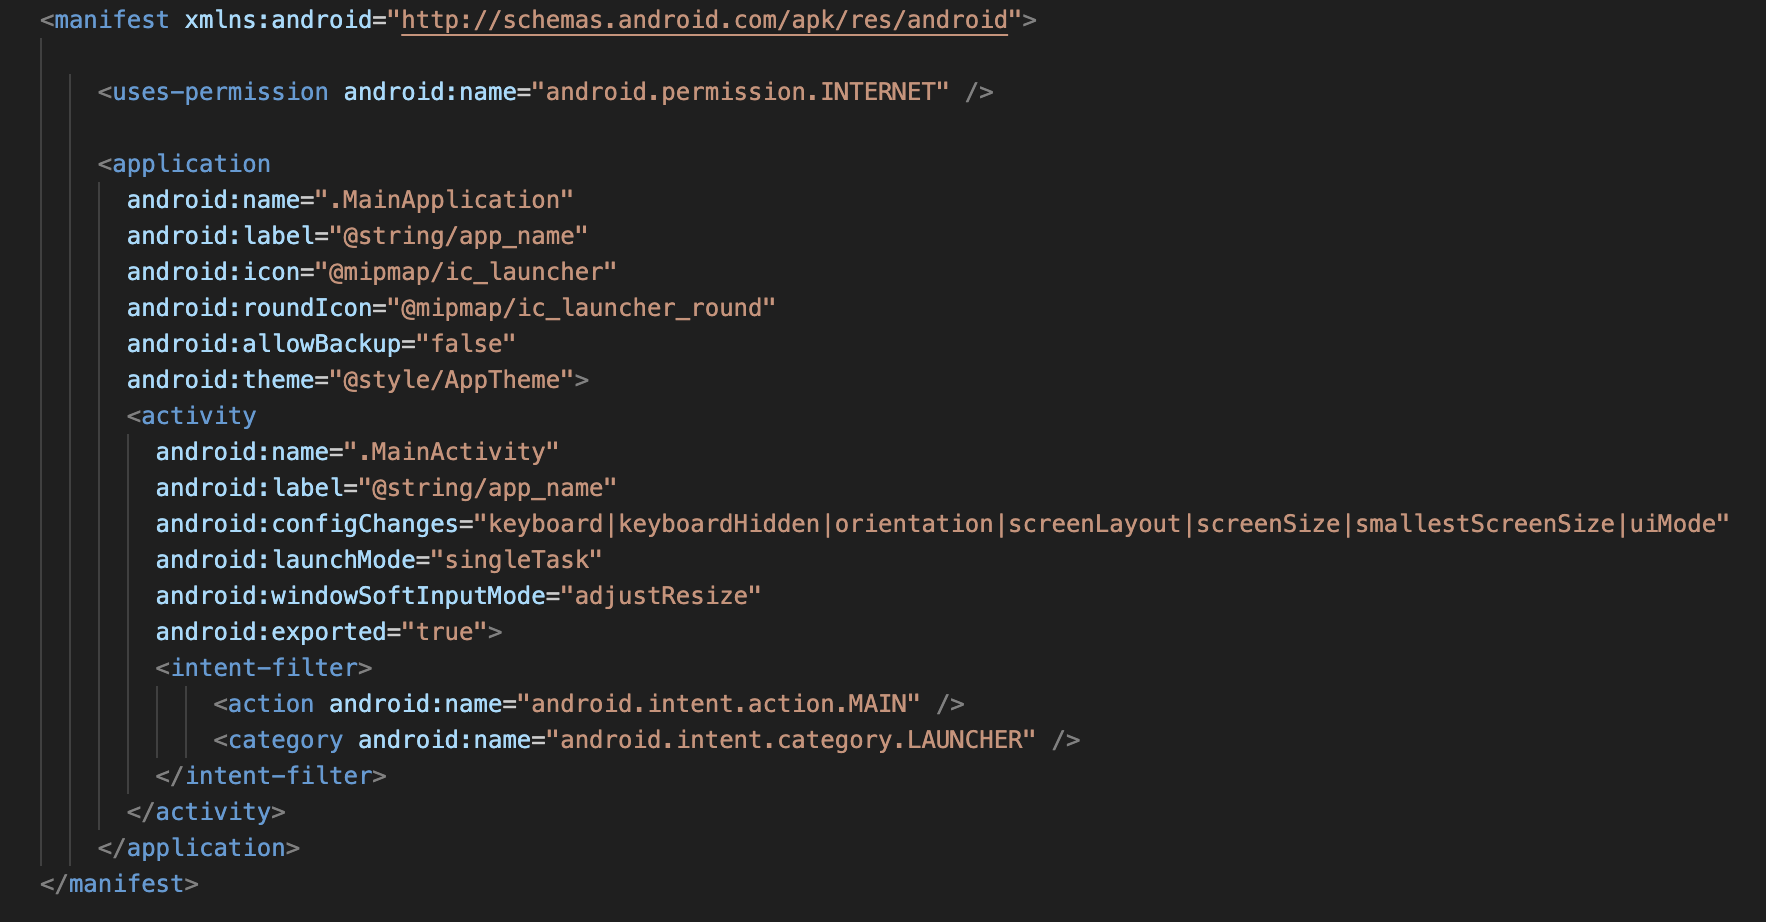 <manifest xmlns:android="http://schemas.android.com/apk/res/android">
<uses-permission android:name="android.permission.INTERNET" />
<application
android:name=".MainApplication"
android:label="@string/app_name"
android:icon="@mipmap/ic_launcher"
android:roundIcon="@mipmap/ic_launcher_round"
android:allowBackup="false"
android:theme="@style/AppTheme">
<activity
android:name=".MainActivity"
android:label="@string/app_name"
android:configChanges="keyboard|keyboardHidden|orientation|screenLayout|screenSize|smallestScreenSize|uiMode"
android:launchMode="singleTask"
android:windowSoftInputMode="adjustResize"
android:exported="true">
<intent-filter>
<action android:name="android.intent.action.MAIN" />
<category android:name="android.intent.category.LAUNCHER" />
</intent-filter>
</activity>
</application>
</manifest>